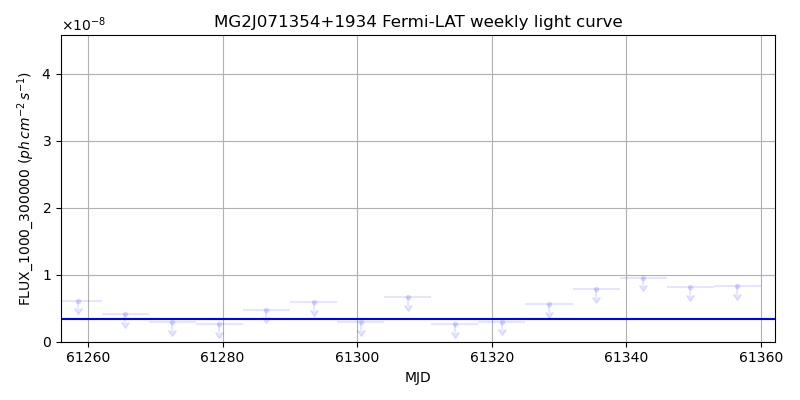 MG2J071354+1934 Fermi-LAT weekly light curve
×10⁻⁸
4
3
2
1
0
FLUX_1000_300000 (ph cm⁻² s⁻¹)
61260 61280 61300 61320 61340 61360
MJD